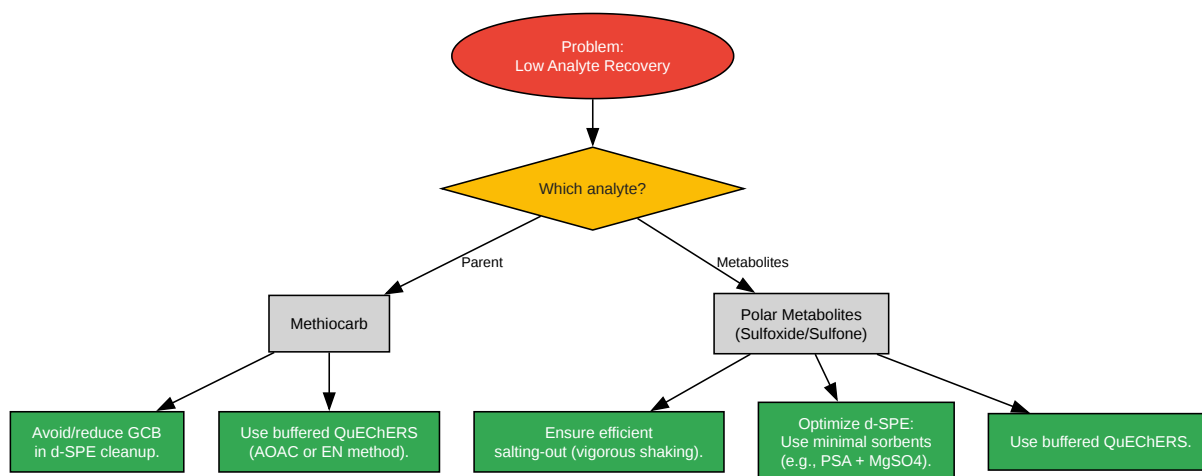 Problem:
Low Analyte Recovery
Which analyte?
Parent
Metabolites
Methiocarb
Polar Metabolites
(Sulfoxide/Sulfone)
Avoid/reduce GCB
in d-SPE cleanup.
Use buffered QuEChERS
(AOAC or EN method).
Ensure efficient
salting-out (vigorous shaking).
Optimize d-SPE:
Use minimal sorbents
(e.g., PSA + MgSO4).
Use buffered QuEChERS.